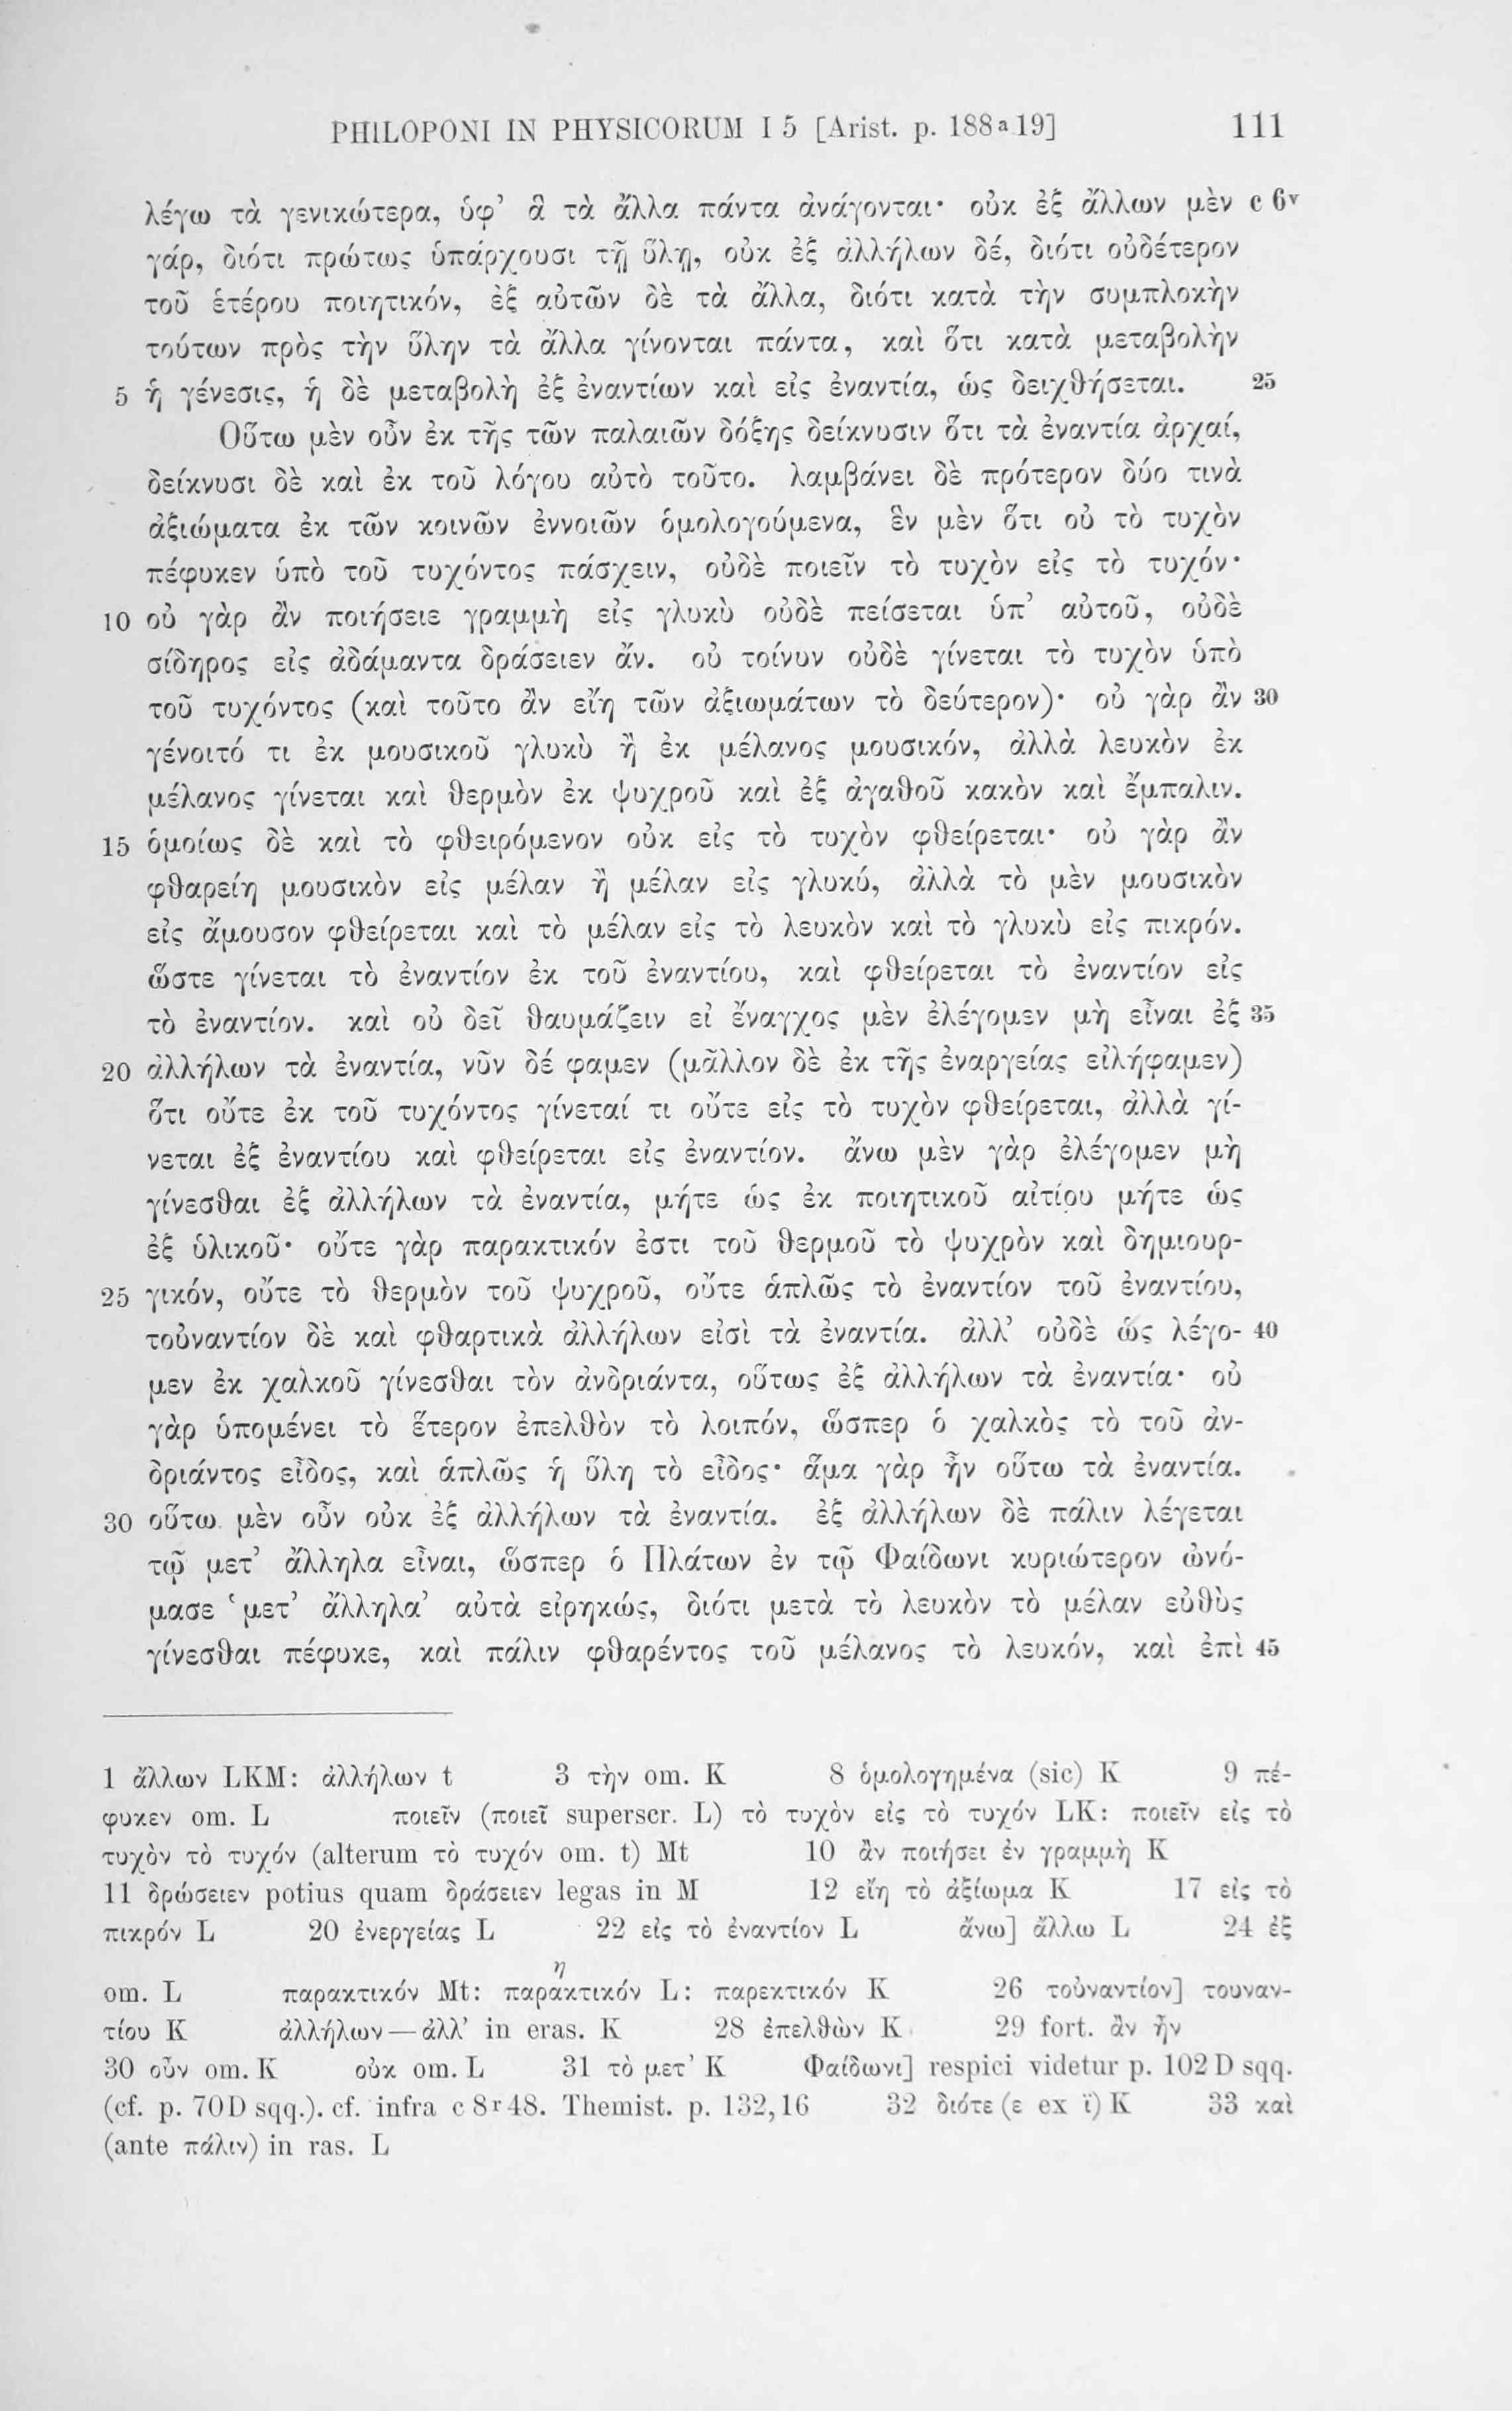 PHILOPONI IN PHYSICORUM I 5 [Arist. p. 188ᵃ19] 111
λέγω τὰ γενικώτερα, ὑφ’ ἃ τὰ ἄλλα πάντα ἀνάγονται· οὐκ ἐξ ἄλλων μὲν c 6ᵛ
γάρ, διότι πρώτως ὑπάρχουσι τῇ ὕλῃ, οὐκ ἐξ ἀλλήλων δέ, διότι οὐδέτερον
τοῦ ἑτέρου ποιητικόν, ἐξ αὐτῶν δὲ τὰ ἄλλα, διότι κατὰ τὴν συμπλοκὴν
τούτων πρὸς τὴν ὕλην τὰ ἄλλα γίνονται πάντα, καὶ ὅτι κατὰ μεταβολὴν
5 ἡ γένεσις, ἡ δὲ μεταβολὴ ἐξ ἐναντίων καὶ εἰς ἐναντία, ὡς δειχθήσεται. 25
Οὕτω μὲν οὖν ἐκ τῆς τῶν παλαιῶν δόξης δείκνυσιν ὅτι τὰ ἐναντία ἀρχαί,
δείκνυσι δὲ καὶ ἐκ τοῦ λόγου αὐτὸ τοῦτο. λαμβάνει δὲ πρότερον δύο τινὰ
ἀξιώματα ἐκ τῶν κοινῶν ἐννοιῶν ὁμολογούμενα, ἓν μὲν ὅτι οὐ τὸ τυχὸν
πέφυκεν ὑπὸ τοῦ τυχόντος πάσχειν, οὐδὲ ποιεῖν τὸ τυχὸν εἰς τὸ τυχόν·
10 οὐ γὰρ ἂν ποιήσειε γραμμὴ εἰς γλυκὺ οὐδὲ πείσεται ὑπ’ αὐτοῦ, οὐδὲ
σίδηρος εἰς ἀδάμαντα δράσειεν ἄν. οὐ τοίνυν οὐδὲ γίνεται τὸ τυχὸν ὑπὸ
τοῦ τυχόντος (καὶ τοῦτο ἂν εἴη τῶν ἀξιωμάτων τὸ δεύτερον)· οὐ γὰρ ἂν 30
γένοιτό τι ἐκ μουσικοῦ γλυκὺ ἢ ἐκ μέλανος μουσικόν, ἀλλὰ λευκὸν ἐκ
μέλανος γίνεται καὶ θερμὸν ἐκ ψυχροῦ καὶ ἐξ ἀγαθοῦ κακὸν καὶ ἔμπαλιν.
15 ὁμοίως δὲ καὶ τὸ φθειρόμενον οὐκ εἰς τὸ τυχὸν φθείρεται· οὐ γὰρ ἂν
φθαρείη μουσικὸν εἰς μέλαν ἢ μέλαν εἰς γλυκύ, ἀλλὰ τὸ μὲν μουσικὸν
εἰς ἄμουσον φθείρεται καὶ τὸ μέλαν εἰς τὸ λευκὸν καὶ τὸ γλυκὺ εἰς πικρόν.
ὥστε γίνεται τὸ ἐναντίον ἐκ τοῦ ἐναντίου, καὶ φθείρεται τὸ ἐναντίον εἰς
τὸ ἐναντίον. καὶ οὐ δεῖ θαυμάζειν εἰ ἔναγχος μὲν ἐλέγομεν μὴ εἶναι ἐξ 35
20 ἀλλήλων τὰ ἐναντία, νῦν δέ φαμεν (μᾶλλον δὲ ἐκ τῆς ἐναργείας εἰλήφαμεν)
ὅτι οὔτε ἐκ τοῦ τυχόντος γίνεταί τι οὔτε εἰς τὸ τυχὸν φθείρεται, ἀλλὰ γί-
νεται ἐξ ἐναντίου καὶ φθείρεται εἰς ἐναντίον. ἄνω μὲν γὰρ ἐλέγομεν μὴ
γίνεσθαι ἐξ ἀλλήλων τὰ ἐναντία, μήτε ὡς ἐκ ποιητικοῦ αἰτίου μήτε ὡς
ἐξ ὑλικοῦ· οὔτε γὰρ παρακτικόν ἐστι τοῦ θερμοῦ τὸ ψυχρὸν καὶ δημιουρ-
25 γικόν, οὔτε τὸ θερμὸν τοῦ ψυχροῦ, οὔτε ἁπλῶς τὸ ἐναντίον τοῦ ἐναντίου,
τοὐναντίον δὲ καὶ φθαρτικὰ ἀλλήλων εἰσὶ τὰ ἐναντία. ἀλλ’ οὐδὲ ὡς λέγο- 40
μεν ἐκ χαλκοῦ γίνεσθαι τὸν ἀνδριάντα, οὕτως ἐξ ἀλλήλων τὰ ἐναντία· οὐ
γὰρ ὑπομένει τὸ ἕτερον ἐπελθὸν τὸ λοιπόν, ὥσπερ ὁ χαλκὸς τὸ τοῦ ἀν-
δριάντος εἶδος, καὶ ἁπλῶς ἡ ὕλη τὸ εἶδος· ἅμα γὰρ ἦν οὕτω τὰ ἐναντία.
30 οὕτω μὲν οὖν οὐκ ἐξ ἀλλήλων τὰ ἐναντία. ἐξ ἀλλήλων δὲ πάλιν λέγεται
τῷ μετ’ ἄλληλα εἶναι, ὥσπερ ὁ Πλάτων ἐν τῷ Φαίδωνι κυριώτερον ὠνό-
μασε ‘μετ’ ἄλληλα’ αὐτὰ εἰρηκώς, διότι μετὰ τὸ λευκὸν τὸ μέλαν εὐθὺς
γίνεσθαι πέφυκε, καὶ πάλιν φθαρέντος τοῦ μέλανος τὸ λευκόν, καὶ ἐπὶ 45
1 ἄλλων LKM: ἀλλήλων t 3 τὴν om. K 8 ὁμολογημένα (sic) K 9 πέ-
φυκεν om. L ποιεῖν (ποιεῖ superscr. L) τὸ τυχὸν εἰς τὸ τυχόν LK: ποιεῖν εἰς τὸ
τυχὸν τὸ τυχόν (alterum τὸ τυχόν om. t) Mt 10 ἂν ποιήσει ἐν γραμμὴ K
11 δρώσειεν potius quam δράσειεν legas in M 12 εἴη τὸ ἀξίωμα K 17 εἰς τὸ
πικρόν L 20 ἐνεργείας L 22 εἰς τὸ ἐναντίον L ἄνω] ἄλλω L 24 ἐξ
om. L παρακτικόν Mt: παρακτικόν L: παρεκτικόν K 26 τοὐναντίον] τουναν-
τίου K ἀλλήλων — ἀλλ’ in eras. K 28 ἐπελθὼν K 29 fort. ἂν ἦν
30 οὖν om. K οὐκ om. L 31 τὸ μετ’ K Φαίδωνι] respici videtur p. 102 D sqq.
(cf. p. 70D sqq.). cf. infra c 8ʳ 48. Themist. p. 132,16 32 διότε (ε ex ϊ) K 33 καὶ
(ante πάλιν) in ras. L